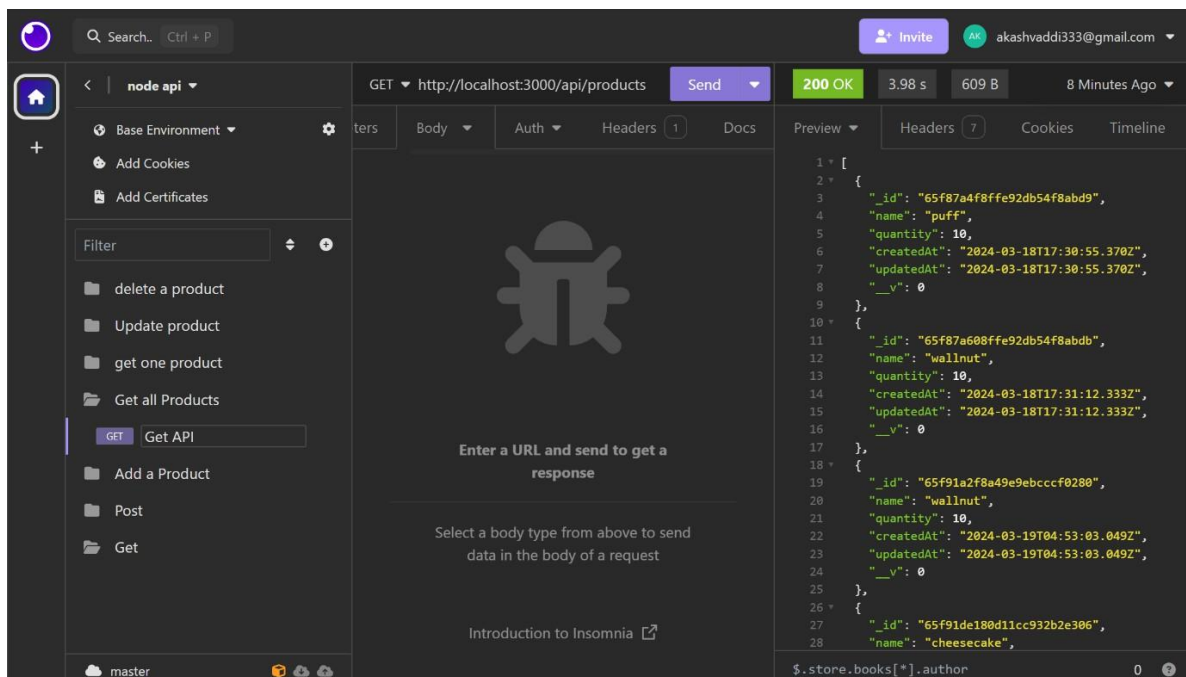 Search.. Ctrl + P
Invite
AK
akashvaddi333@gmail.com
node api
Base Environment
Add Cookies
Add Certificates
Filter
delete a product
Update product
get one product
Get all Products
GET Get API
Add a Product
Post
Get
master
GET http://localhost:3000/api/products Send
ters Body Auth Headers 1 Docs
Enter a URL and send to get a
response
Select a body type from above to send
data in the body of a request
Introduction to Insomnia
200 OK 3.98 s 609 B 8 Minutes Ago
Preview Headers 7 Cookies Timeline
1 [
2 {
3 "_id": "65f87a4f8ffe92db54f8abd9",
4 "name": "puff",
5 "quantity": 10,
6 "createdAt": "2024-03-18T17:30:55.370Z",
7 "updatedAt": "2024-03-18T17:30:55.370Z",
8 "__v": 0
9 },
10 {
11 "_id": "65f87a608ffe92db54f8abdb",
12 "name": "wallnut",
13 "quantity": 10,
14 "createdAt": "2024-03-18T17:31:12.333Z",
15 "updatedAt": "2024-03-18T17:31:12.333Z",
16 "__v": 0
17 },
18 {
19 "_id": "65f91a2f8a49e9ebcccf0280",
20 "name": "wallnut",
21 "quantity": 10,
22 "createdAt": "2024-03-19T04:53:03.049Z",
23 "updatedAt": "2024-03-19T04:53:03.049Z",
24 "__v": 0
25 },
26 {
27 "_id": "65f91de180d11cc932b2e306",
28 "name": "cheesecake",
$.store.books[*].author 0